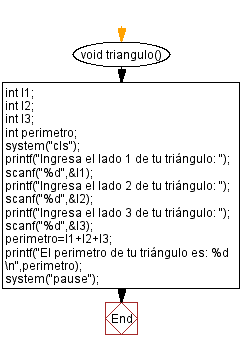 void triangulo()
int l1;
int l2;
int l3;
int perimetro;
system("cls");
printf("Ingresa el lado 1 de tu triángulo: ");
scanf("%d",&l1);
printf("Ingresa el lado 2 de tu triángulo: ");
scanf("%d",&l2);
printf("Ingresa el lado 3 de tu triángulo: ");
scanf("%d",&l3);
perimetro=l1+l2+l3;
printf("El perimetro de tu triángulo es: %d
\n",perimetro);
system("pause");
End